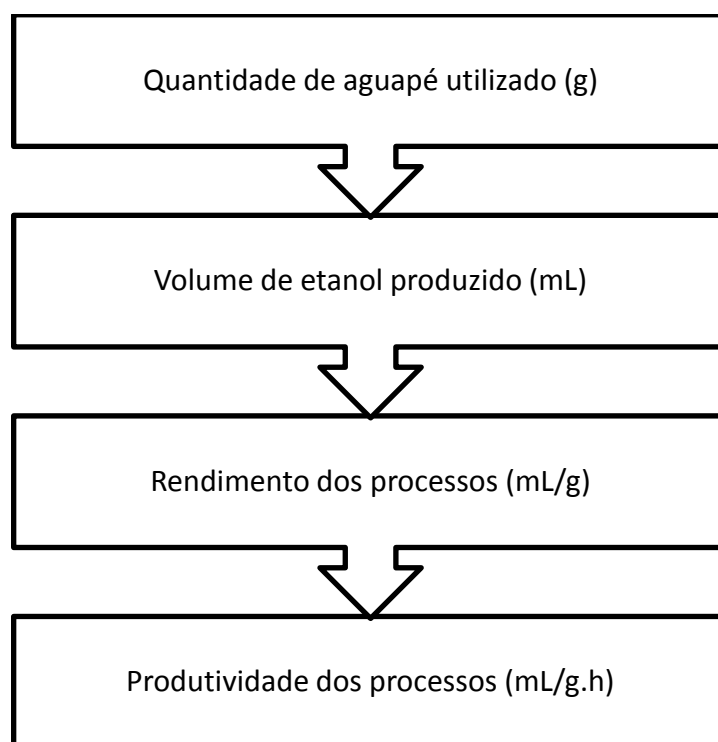 Quantidade de aguapé utilizado (g)
Volume de etanol produzido (mL)
Rendimento dos processos (mL/g)
Produtividade dos processos (mL/g.h)